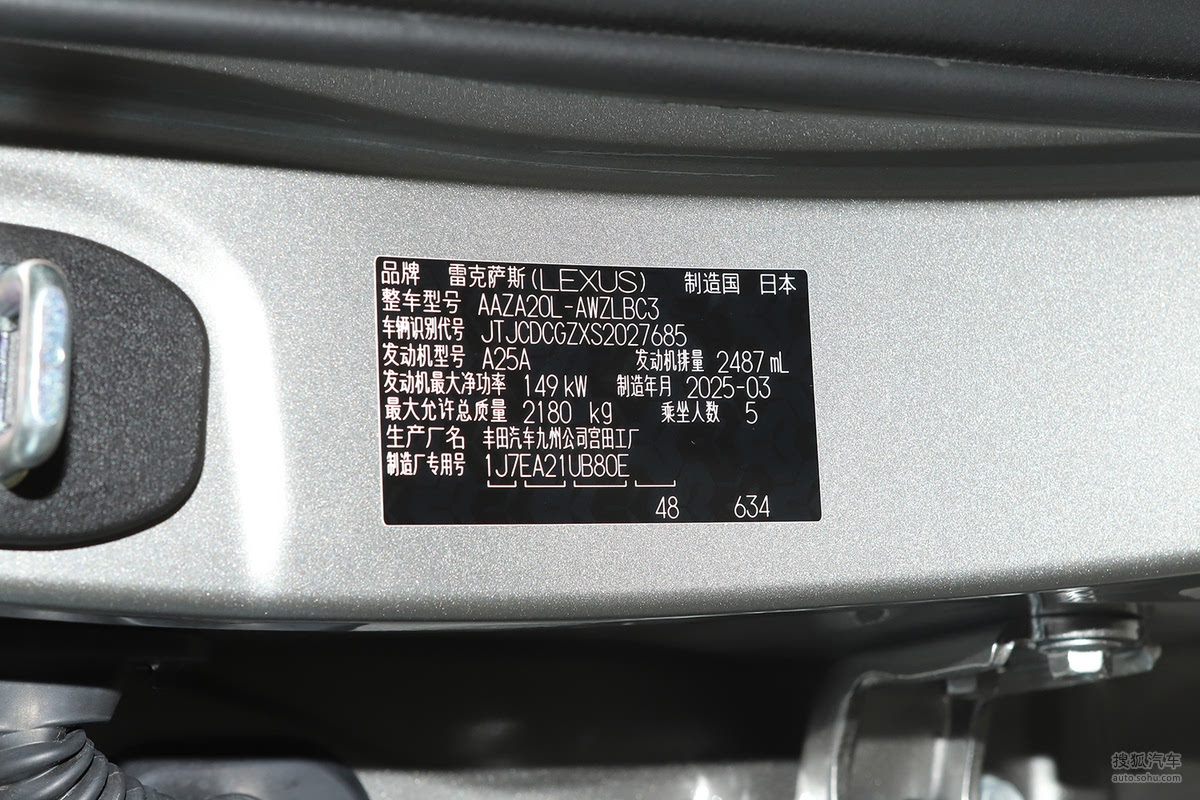 品牌 雷克萨斯(LEXUS) 制造国 日本
整车型号 AAZA20L-AWZLBC3
车辆识别代号 JTJCDCGZXS2027685
发动机型号 A25A 发动机排量 2487 mL
发动机最大净功率 149 kW 制造年月 2025-03
最大允许总质量 2180 kg 乘坐人数 5
生产厂名 丰田汽车九州公司宫田工厂
制造厂专用号 1J7EA21UB80E
48 634
搜狐汽车
auto.sohu.com